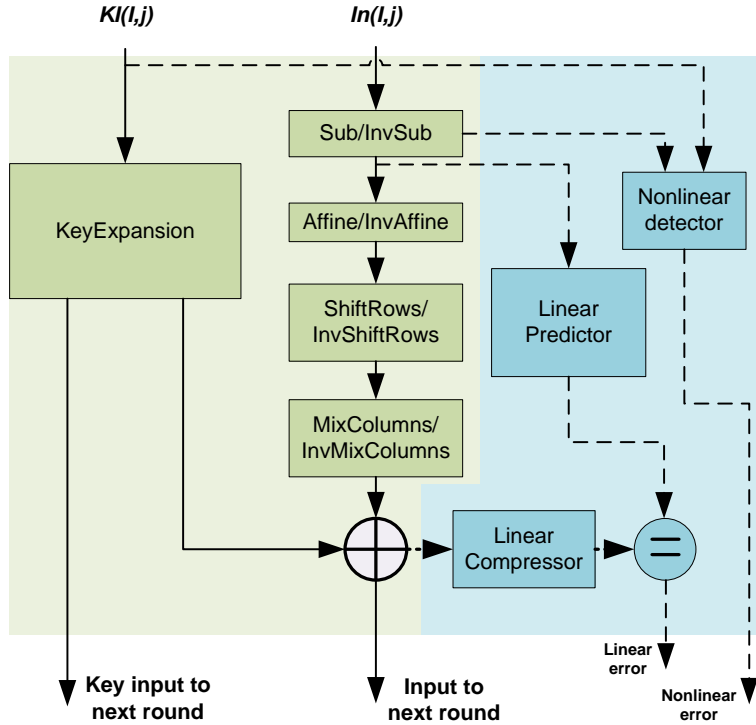 KI(I,j)
In(I,j)
Sub/InvSub
KeyExpansion
Affine/InvAffine
Nonlinear
detector
ShiftRows/
InvShiftRows
Linear
Predictor
MixColumns/
InvMixColumns
Linear
Compressor
=
Linear
error
Key input to
next round
Input to
next round
Nonlinear
error